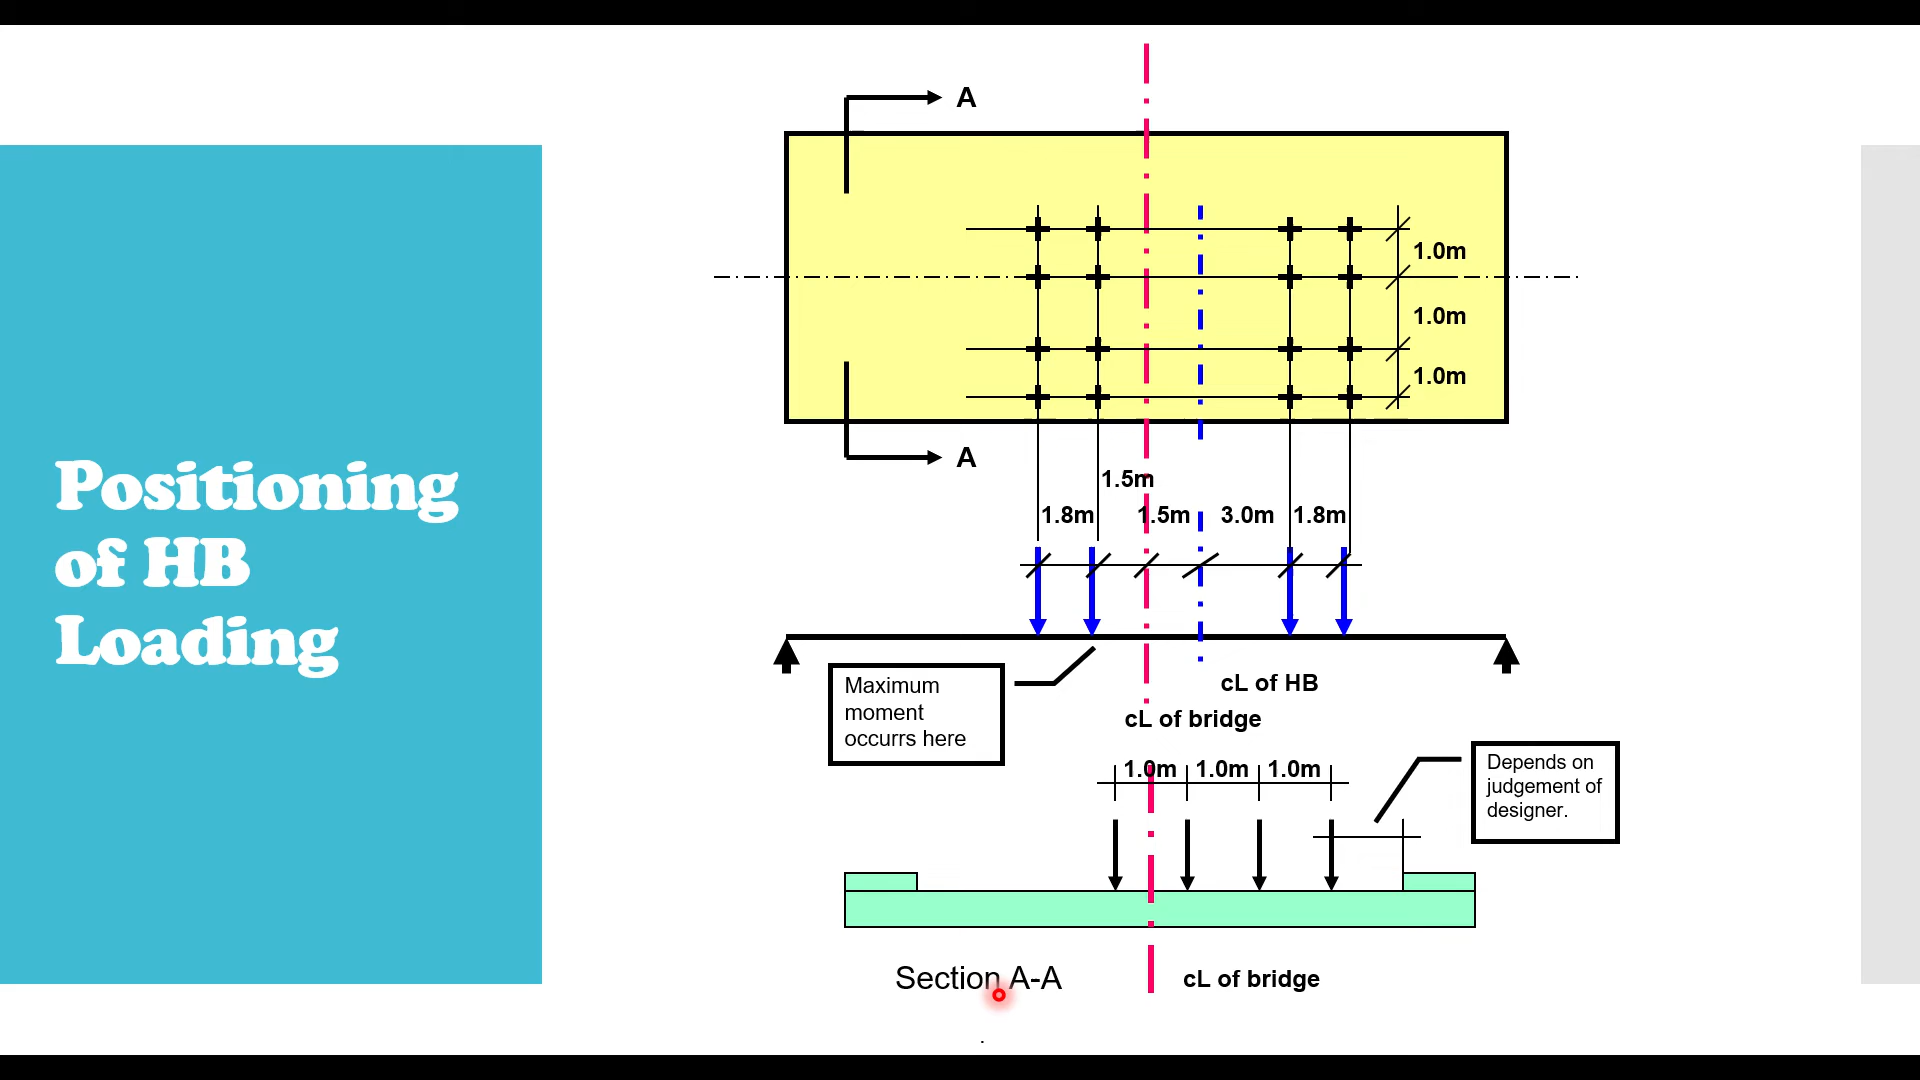 Positioning
of HB
Loading
A
1.0m
1.0m
1.0m
A
1.5m
1.8m
1.5m
3.0m
1.8m
Maximum
moment
occurrs here
cL of HB
cL of bridge
1.0m
1.0m
1.0m
Depends on
judgement of
designer.
Section A-A
cL of bridge
.